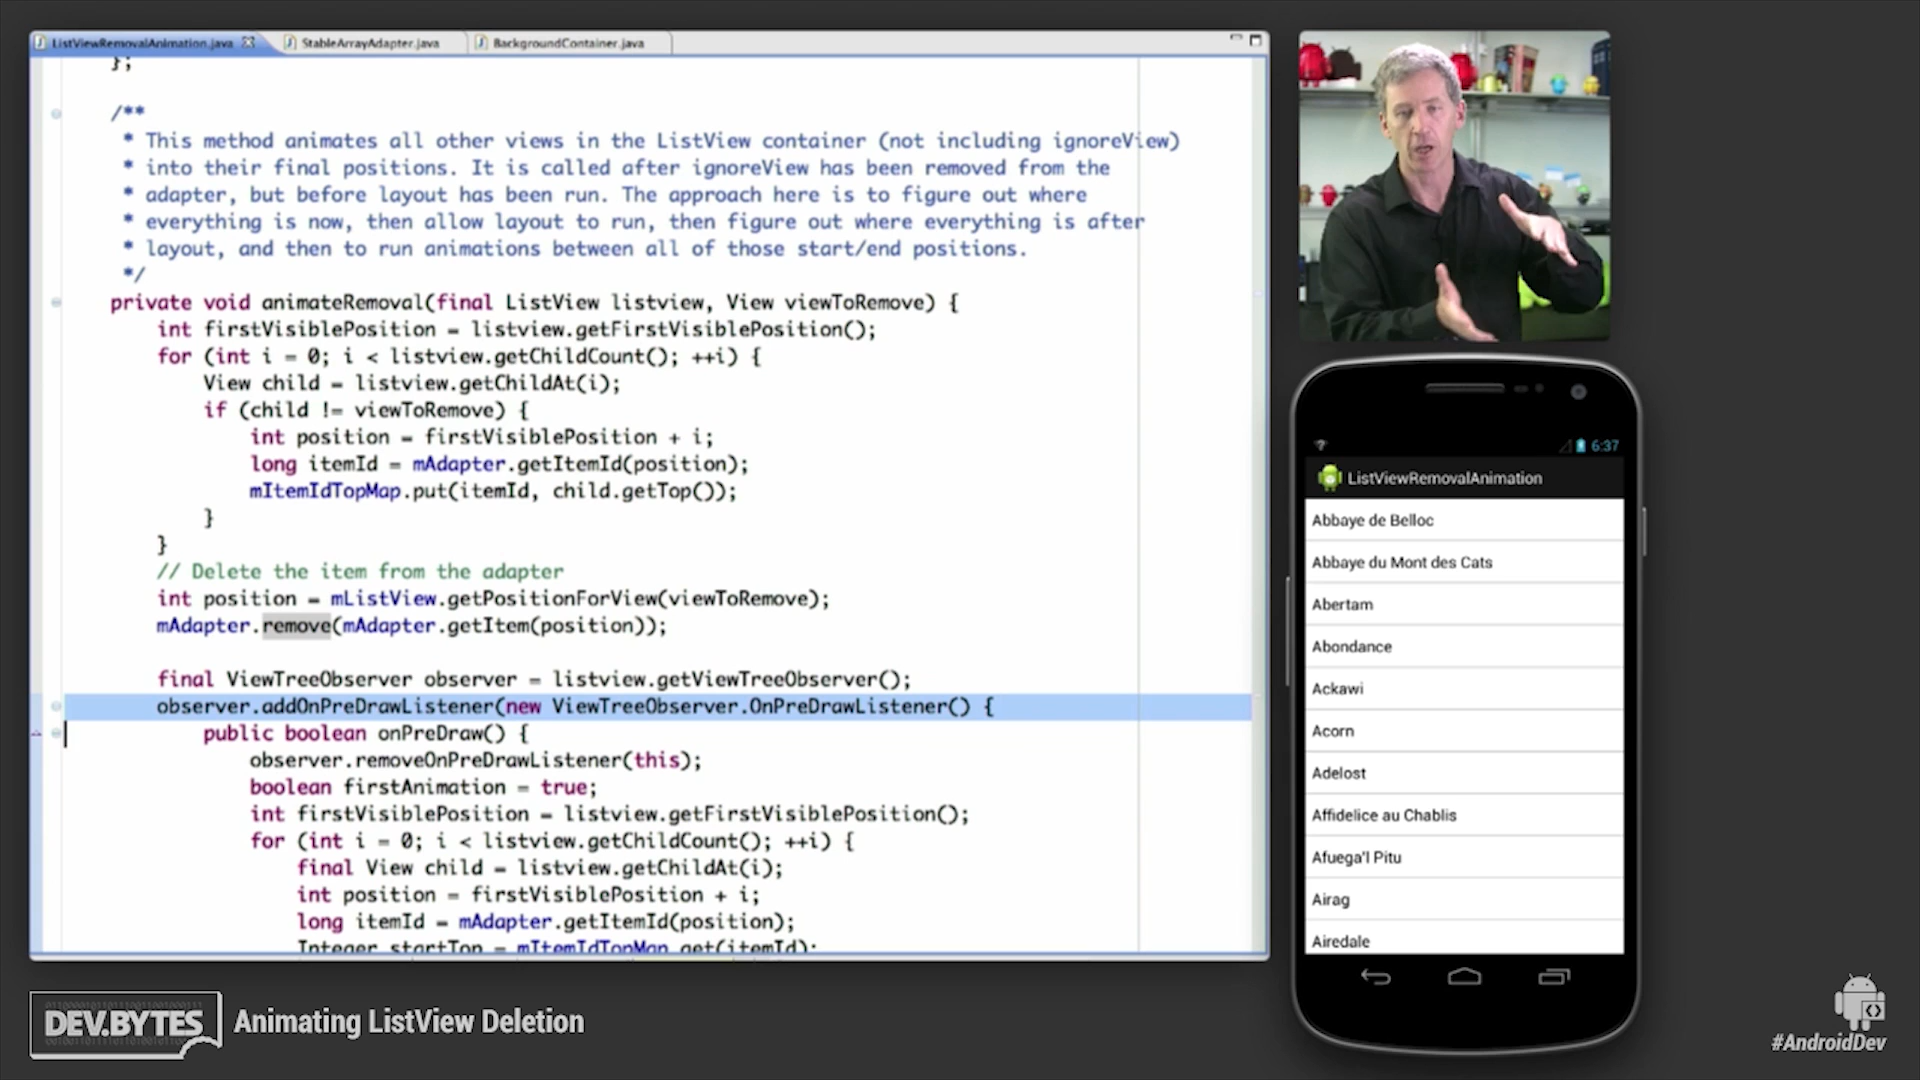 ListViewRemovalAnimation.java
StableArrayAdapter.java
BackgroundContainer.java
};
/**
* This method animates all other views in the ListView container (not including ignoreView)
* into their final positions. It is called after ignoreView has been removed from the
* adapter, but before layout has been run. The approach here is to figure out where
* everything is now, then allow layout to run, then figure out where everything is after
* layout, and then to run animations between all of those start/end positions.
*/
private void animateRemoval(final ListView listview, View viewToRemove) {
int firstVisiblePosition = listview.getFirstVisiblePosition();
for (int i = 0; i < listview.getChildCount(); ++i) {
View child = listview.getChildAt(i);
if (child != viewToRemove) {
int position = firstVisiblePosition + i;
long itemId = mAdapter.getItemId(position);
mItemIdTopMap.put(itemId, child.getTop());
}
}
// Delete the item from the adapter
int position = mListView.getPositionForView(viewToRemove);
mAdapter.remove(mAdapter.getItem(position));
final ViewTreeObserver observer = listview.getViewTreeObserver();
observer.addOnPreDrawListener(new ViewTreeObserver.OnPreDrawListener() {
public boolean onPreDraw() {
observer.removeOnPreDrawListener(this);
boolean firstAnimation = true;
int firstVisiblePosition = listview.getFirstVisiblePosition();
for (int i = 0; i < listview.getChildCount(); ++i) {
final View child = listview.getChildAt(i);
int position = firstVisiblePosition + i;
long itemId = mAdapter.getItemId(position);
Integer startTop = mItemIdTopMap.get(itemId);
6:37
ListViewRemovalAnimation
Abbaye de Belloc
Abbaye du Mont des Cats
Abertam
Abondance
Ackawi
Acorn
Adelost
Affidelice au Chablis
Afuega'l Pitu
Airag
Airedale
DEV.BYTES
Animating ListView Deletion
#AndroidDev